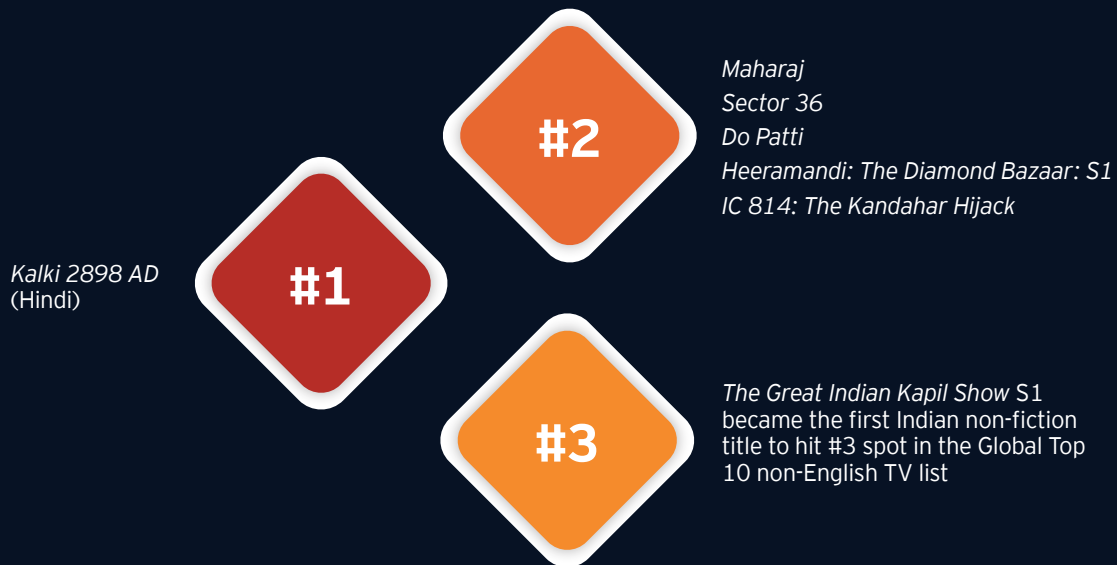 Kalki 2898 AD
(Hindi)
#1
#2
Maharaj
Sector 36
Do Patti
Heeramandi: The Diamond Bazaar: S1
IC 814: The Kandahar Hijack
#3
The Great Indian Kapil Show S1
became the first Indian non-fiction
title to hit #3 spot in the Global Top
10 non-English TV list